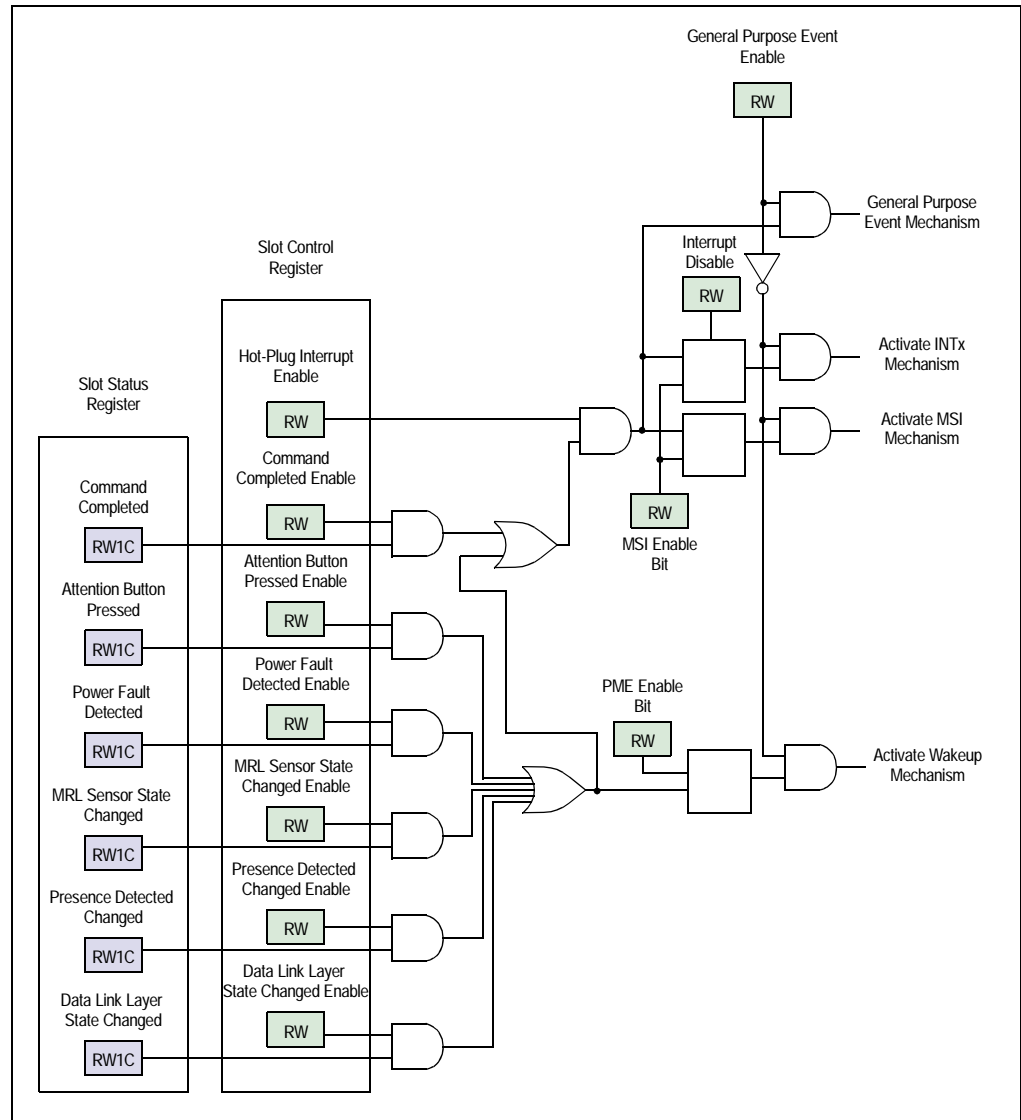 General Purpose Event
Enable
RW
General Purpose
Event Mechanism
Interrupt
Disable
RW
Activate INTx
Mechanism
Activate MSI
Mechanism
RW
MSI Enable
Bit
PME Enable
Bit
RW
Activate Wakeup
Mechanism
Slot Control
Register
Hot-Plug Interrupt
Enable
RW
Command
Completed Enable
RW
Attention Button
Pressed Enable
RW
Power Fault
Detected Enable
RW
MRL Sensor State
Changed Enable
RW
Presence Detected
Changed Enable
RW
Data Link Layer
State Changed Enable
RW
Slot Status
Register
Command
Completed
RW1C
Attention Button
Pressed
RW1C
Power Fault
Detected
RW1C
MRL Sensor State
Changed
RW1C
Presence Detected
Changed
RW1C
Data Link Layer
State Changed
RW1C